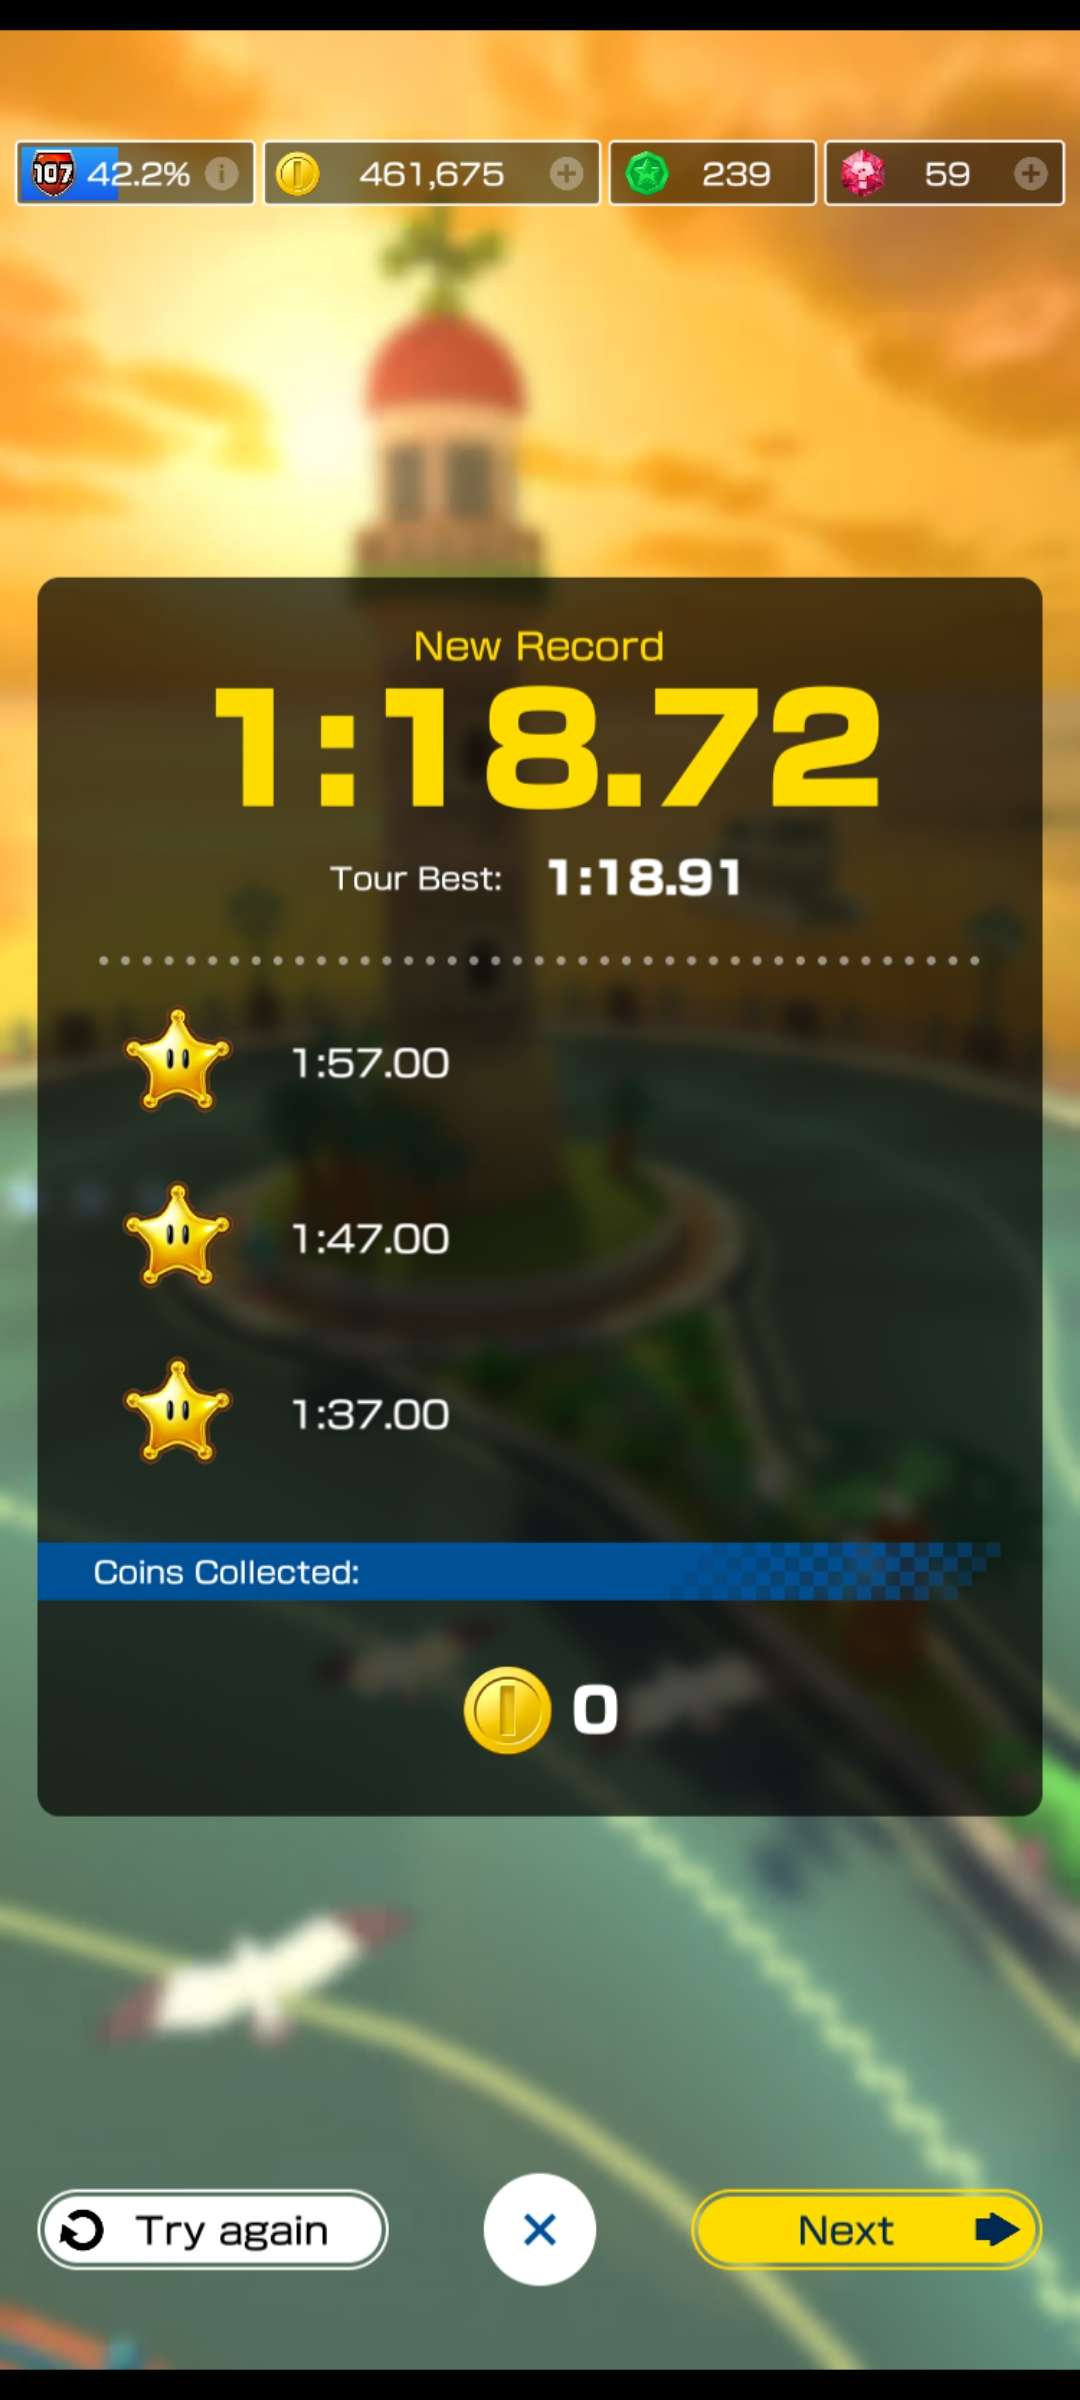 107 42.2% i 461,675 + 239 ? 59 +
New Record
1:18.72
Tour Best: 1:18.91
1:57.00
1:47.00
1:37.00
Coins Collected:
0
Try again × Next